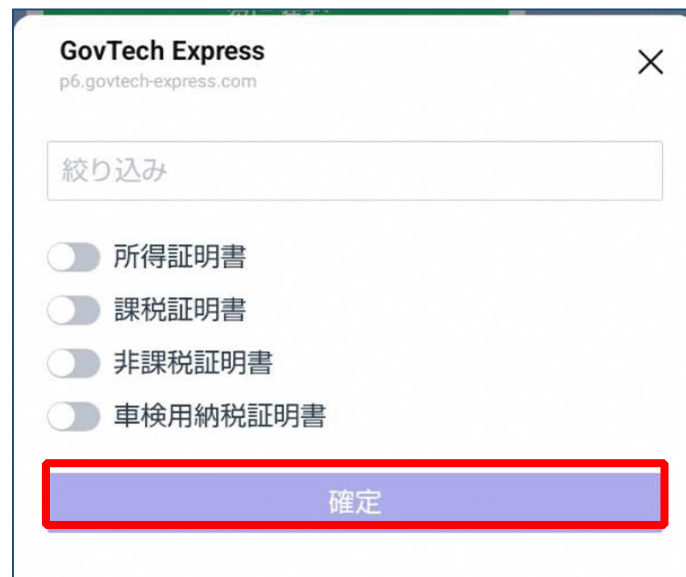 GovTech Express
p6.govtech-express.com
絞り込み
所得証明書
課税証明書
非課税証明書
車検用納税証明書
確定